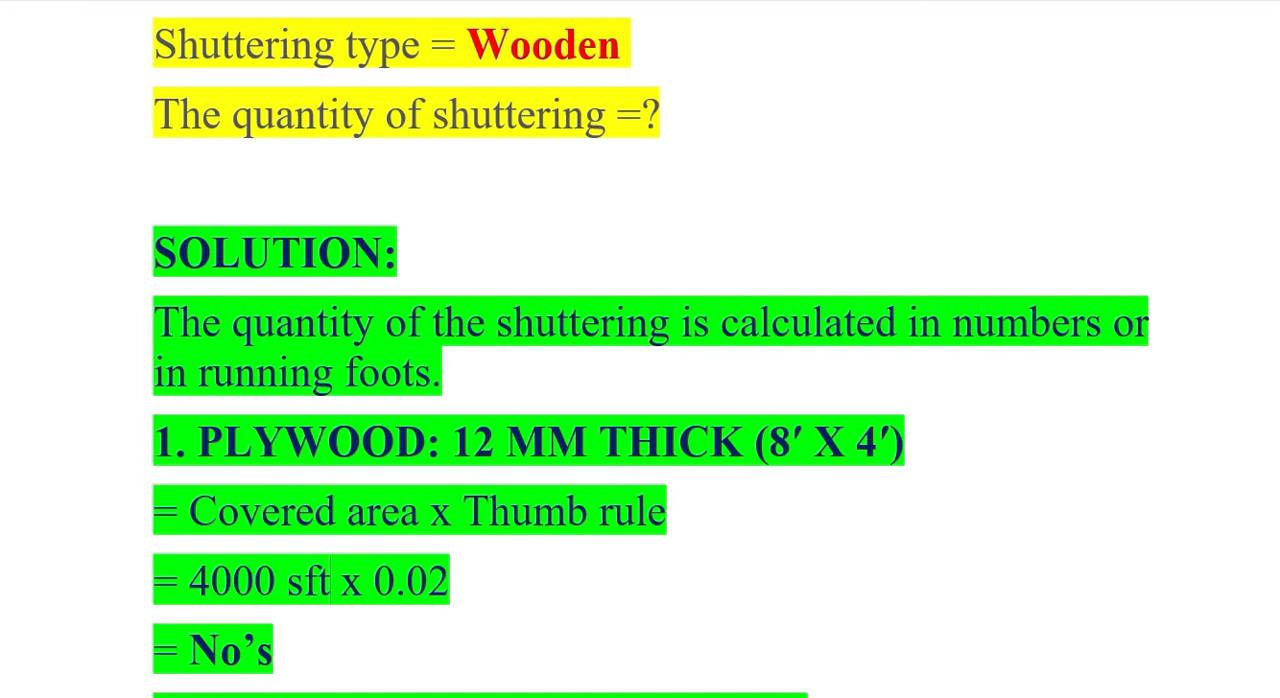 Shuttering type = Wooden
The quantity of shuttering =?
SOLUTION:
The quantity of the shuttering is calculated in numbers or
in running foots.
1. PLYWOOD: 12 MM THICK (8′ X 4′)
= Covered area x Thumb rule
= 4000 sft x 0.02
= No’s